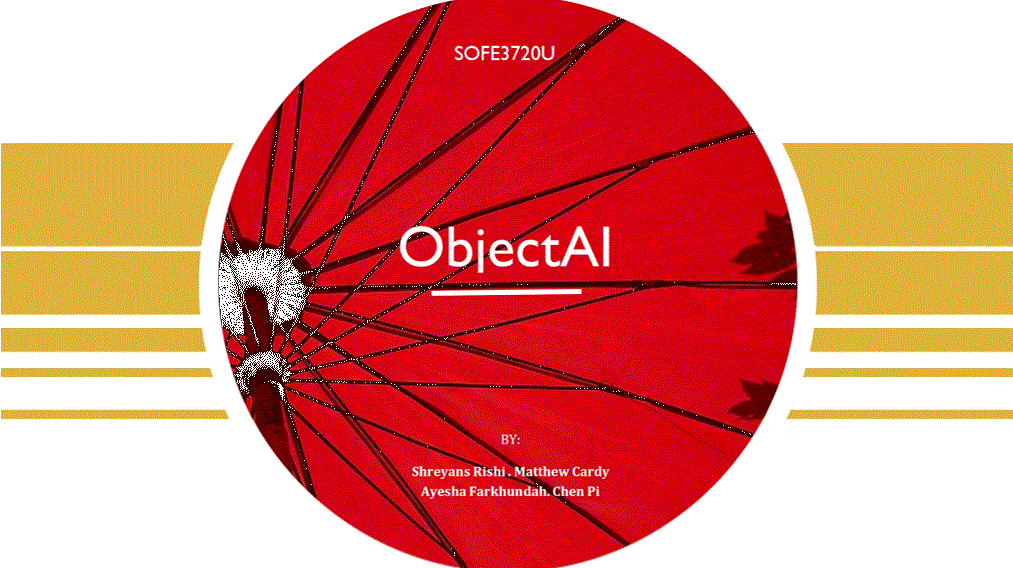 SOFE3720U
ObjectAI
BY:
Shreyans Rishi . Matthew Cardy
Ayesha Farkhundah. Chen Pi